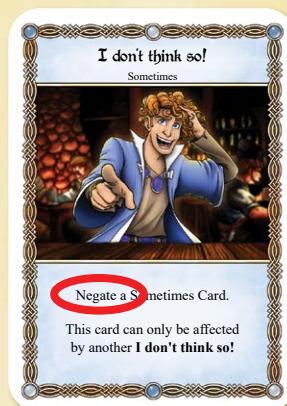 I don't think so!
Sometimes
Negate a Sometimes Card.
This card can only be affected
by another I don't think so!